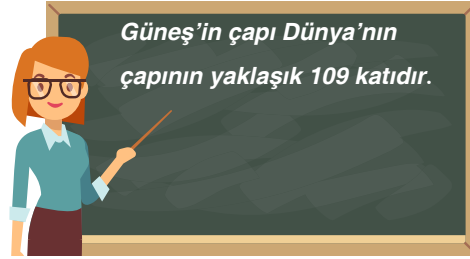 Güneş’in çapı Dünya’nın
çapının yaklaşık 109 katıdır.